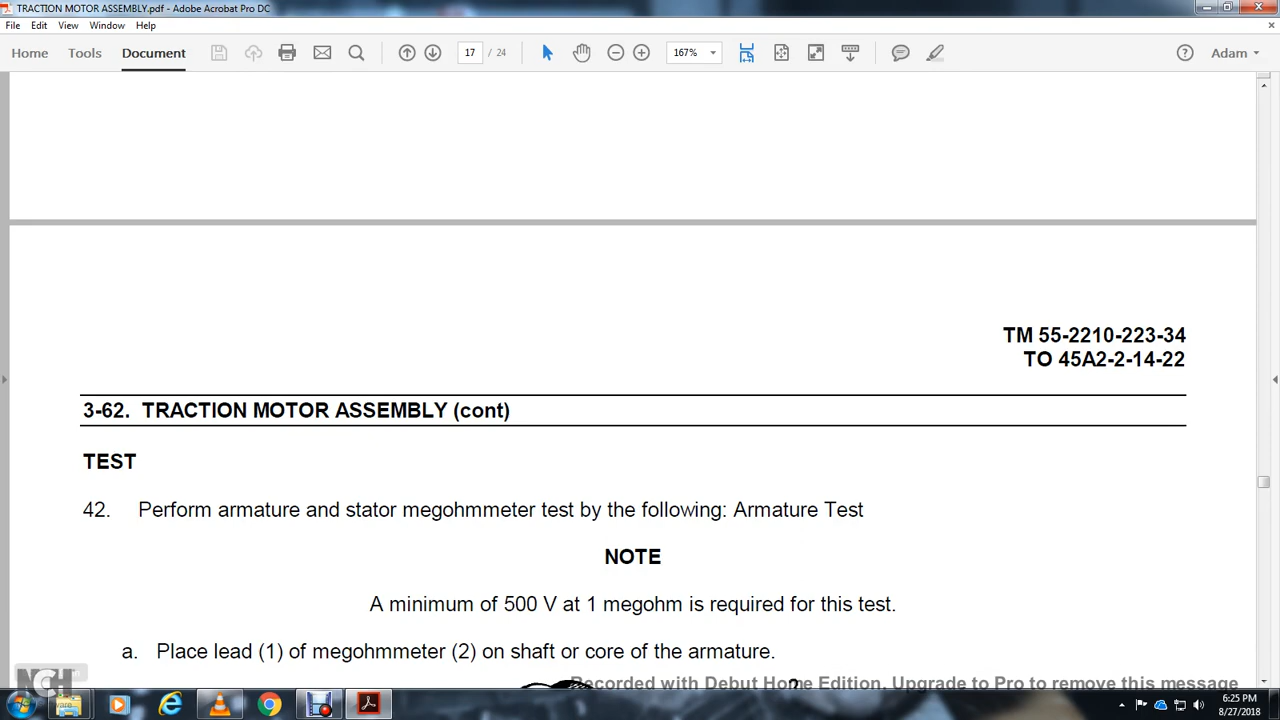 TRACTION MOTOR ASSEMBLY.pdf - Adobe Acrobat Pro DC
File Edit View Window Help
Home Tools Document 17 / 24 167% Adam
TM 55-2210-223-34
TO 45A2-2-14-22
3-62. TRACTION MOTOR ASSEMBLY (cont)
TEST
42. Perform armature and stator megohmmeter test by the following: Armature Test
NOTE
A minimum of 500 V at 1 megohm is required for this test.
a. Place lead (1) of megohmmeter (2) on shaft or core of the armature.
2
NCH
Recorded with Debut Home Edition. Upgrade to Pro to remove this message
6:25 PM
8/27/2018